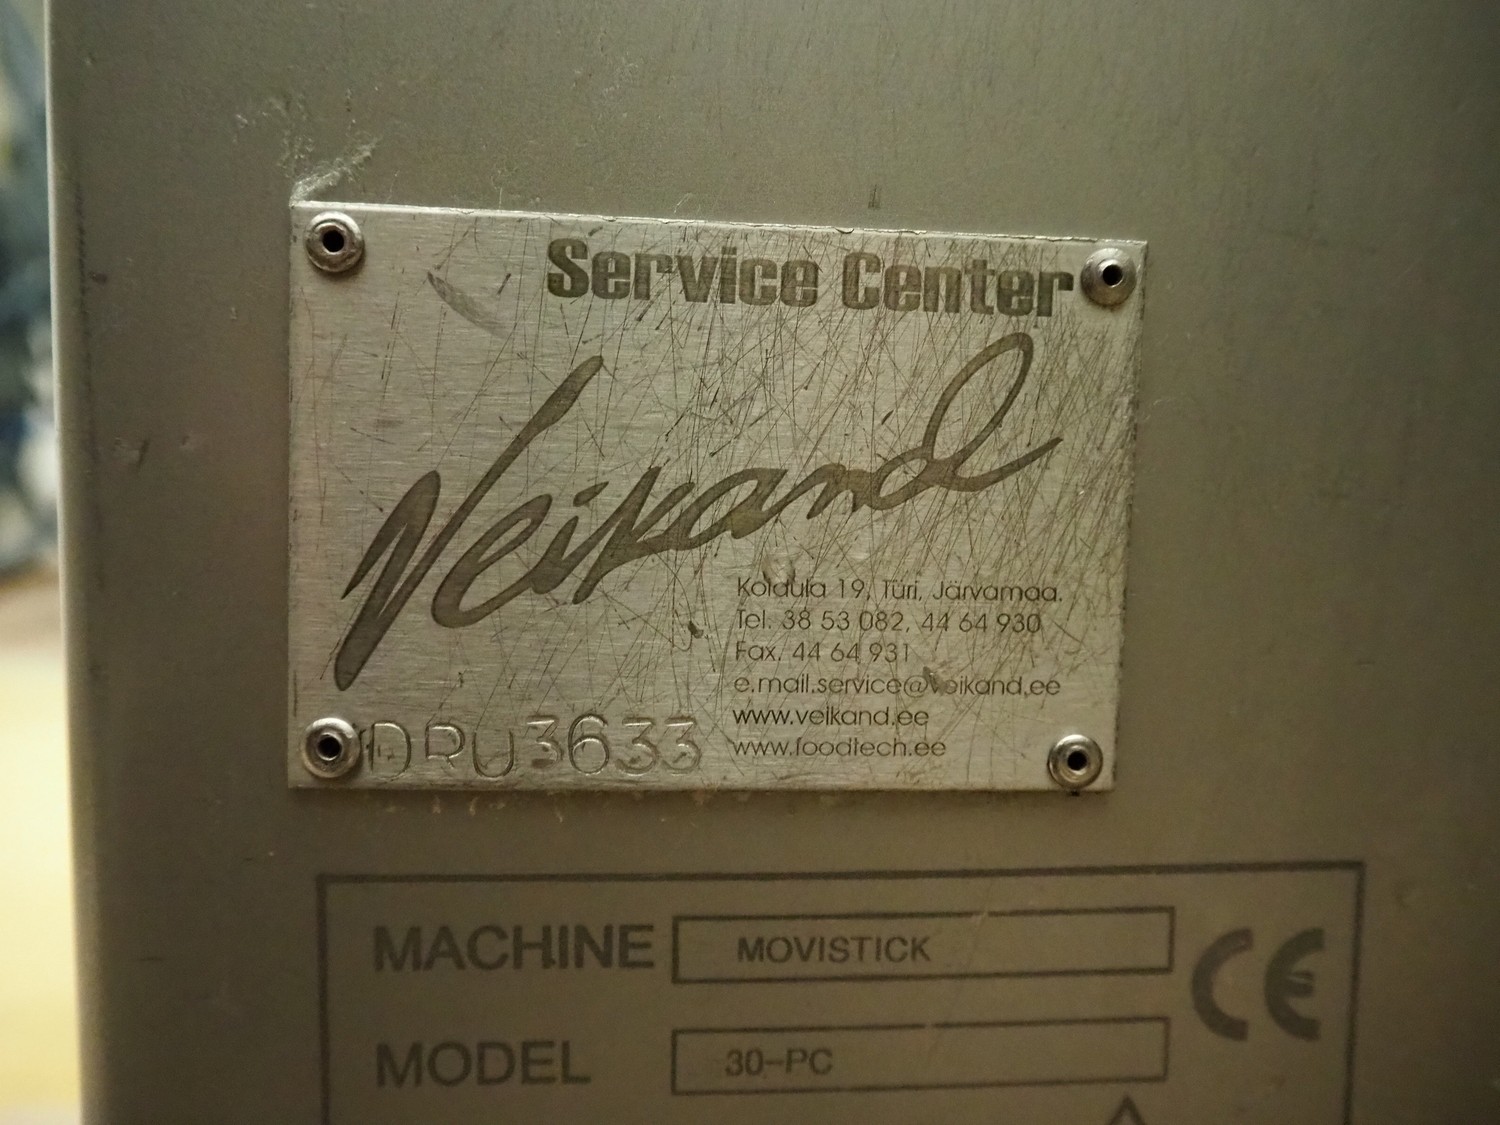 Service Center
Veikand
Koidula 19, Türi, Järvamaa.
Tel. 38 53 082, 44 64 930
Fax. 44 64 931
e.mail.service@veikand.ee
www.veikand.ee
www.foodtech.ee
DRU3633
MACHINE MOVISTICK CE
MODEL 30-PC